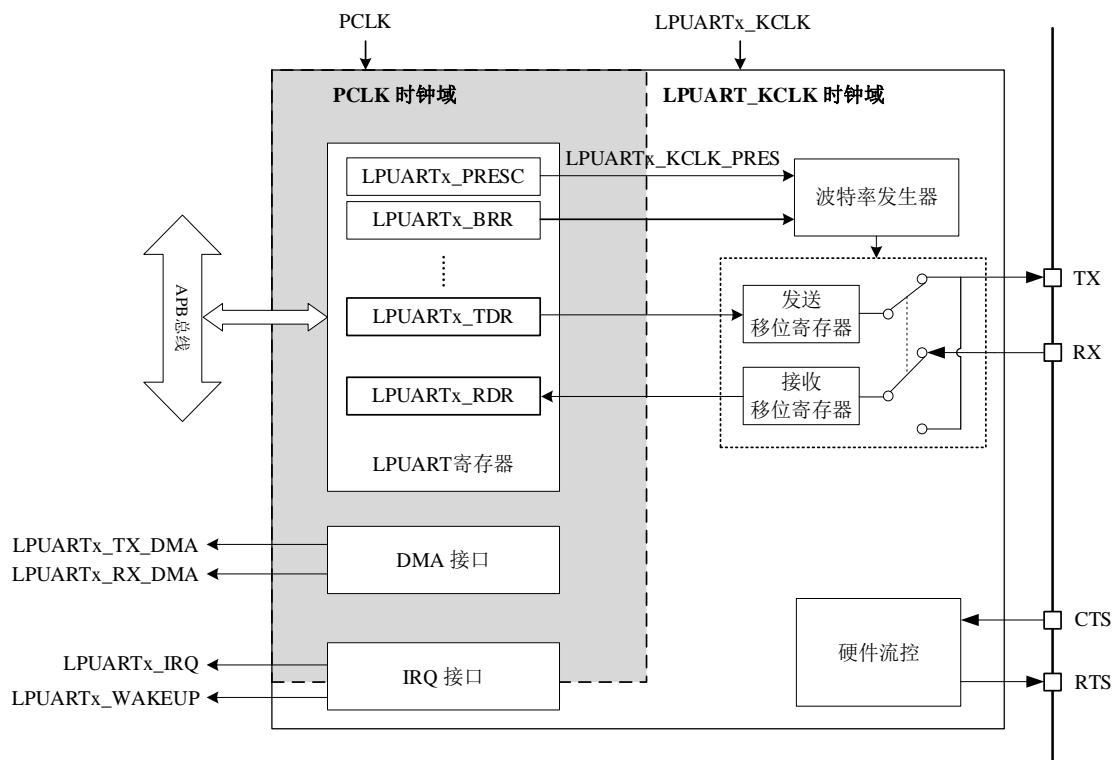 PCLK
LPUARTx_KCLK
PCLK 时钟域
LPUART_KCLK 时钟域
LPUARTx_PRESC
LPUARTx_KCLK_PRES
波特率发生器
LPUARTx_BRR
APB总线
LPUARTx_TDR
发送
移位寄存器
TX
RX
LPUARTx_RDR
接收
移位寄存器
LPUART寄存器
LPUARTx_TX_DMA
LPUARTx_RX_DMA
DMA 接口
LPUARTx_IRQ
LPUARTx_WAKEUP
IRQ 接口
硬件流控
CTS
RTS